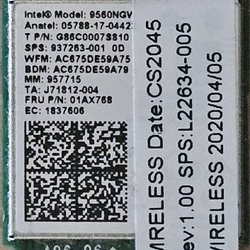 Intel® Model: 9560NGW
Anatel: 05788-17-0442
T P/N: G86C0007S810
SPS: 937263-001 0D
WFM: AC675DE59A75
BDM: AC675DE59A79
MM: 957715
TA: J71812-004
FRU P/N: 01AX768
EC: 1837606
WIRELESS Date:CS2045
Rev:1.00 SPS:L22634-005
WIRELESS 2020/04/05